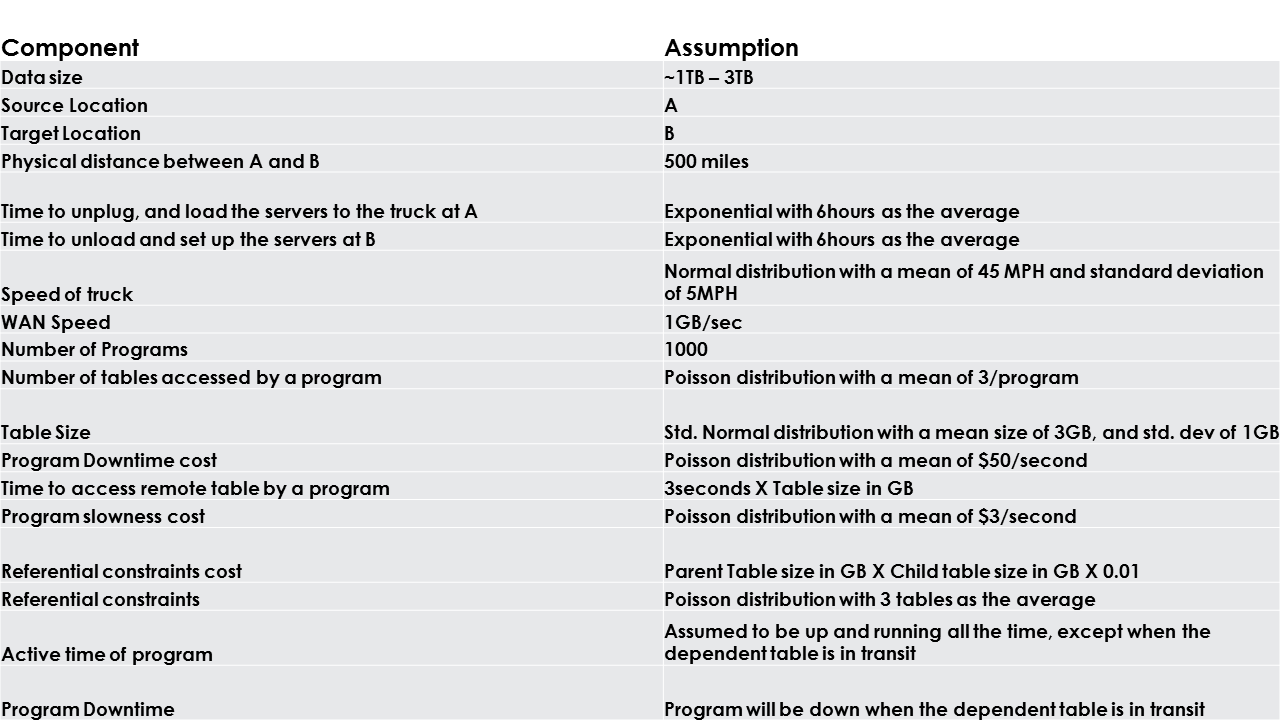 Component Assumption
Data size ~1TB – 3TB
Source Location A
Target Location B
Physical distance between A and B 500 miles
Time to unplug, and load the servers to the truck at A Exponential with 6hours as the average
Time to unload and set up the servers at B Exponential with 6hours as the average
Normal distribution with a mean of 45 MPH and standard deviation
Speed of truck of 5MPH
WAN Speed 1GB/sec
Number of Programs 1000
Number of tables accessed by a program Poisson distribution with a mean of 3/program
Table Size Std. Normal distribution with a mean size of 3GB, and std. dev of 1GB
Program Downtime cost Poisson distribution with a mean of $50/second
Time to access remote table by a program 3seconds X Table size in GB
Program slowness cost Poisson distribution with a mean of $3/second
Referential constraints cost Parent Table size in GB X Child table size in GB X 0.01
Referential constraints Poisson distribution with 3 tables as the average
Assumed to be up and running all the time, except when the
Active time of program dependent table is in transit
Program Downtime Program will be down when the dependent table is in transit